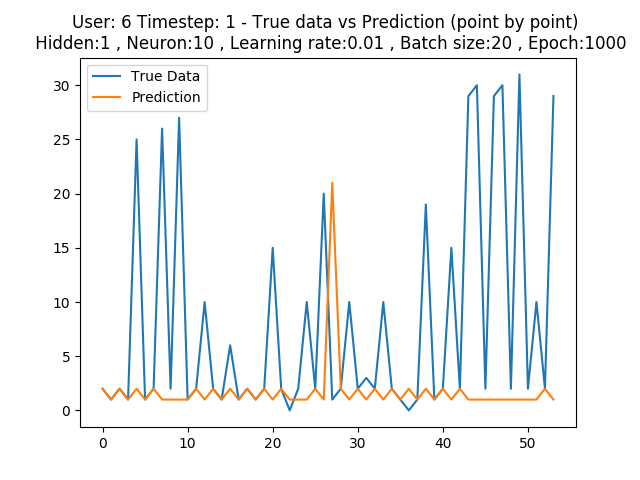 User: 6 Timestep: 1 - True data vs Prediction (point by point)
Hidden:1 , Neuron:10 , Learning rate:0.01 , Batch size:20 , Epoch:1000
True Data
Prediction
30
25
20
15
10
5
0
0 10 20 30 40 50